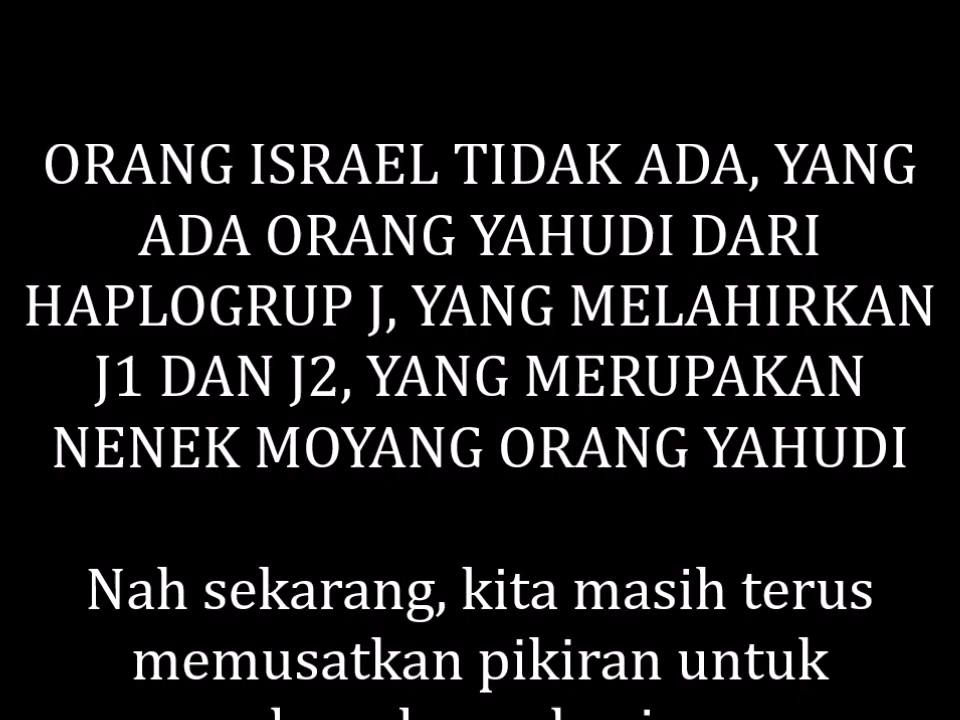 ORANG ISRAEL TIDAK ADA, YANG
ADA ORANG YAHUDI DARI
HAPLOGRUP J, YANG MELAHIRKAN
J1 DAN J2, YANG MERUPAKAN
NENEK MOYANG ORANG YAHUDI
Nah sekarang, kita masih terus
memusatkan pikiran untuk